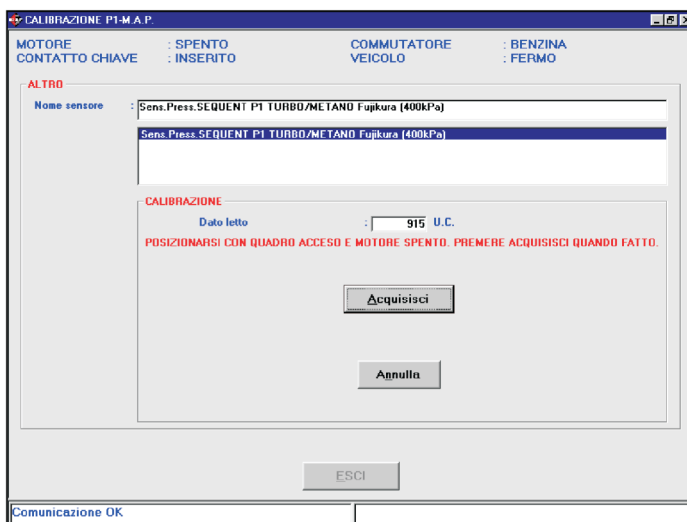 CALIBRAZIONE P1-M.A.P.
MOTORE : SPENTO COMMUTATORE : BENZINA
CONTATTO CHIAVE : INSERITO VEICOLO : FERMO
ALTRO
Nome sensore : Sens.Press.SEQUENT P1 TURBO/METANO Fujikura (400kPa)
Sens.Press.SEQUENT P1 TURBO/METANO Fujikura (400kPa)
CALIBRAZIONE
Dato letto : 915 U.C.
POSIZIONARSI CON QUADRO ACCESO E MOTORE SPENTO. PREMERE ACQUISISCI QUANDO FATTO.
Acquisisci
Annulla
ESCI
Comunicazione OK